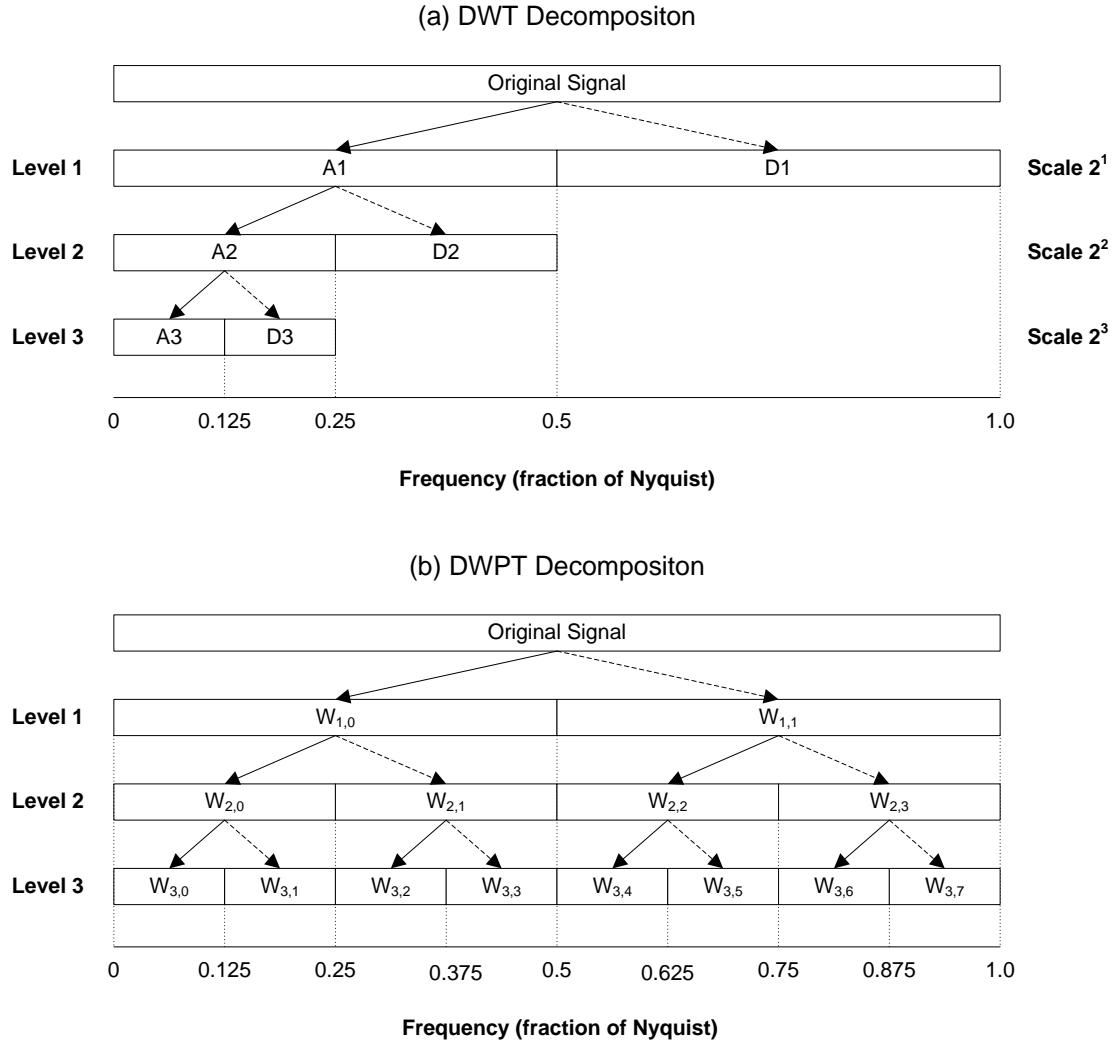 (a) DWT Decompositon
Original Signal
Level 1 A1 D1 Scale 2¹
Level 2 A2 D2 Scale 2²
Level 3 A3 D3 Scale 2³
0 0.125 0.25 0.5 1.0
Frequency (fraction of Nyquist)
(b) DWPT Decompositon
Original Signal
Level 1 W₁,₀ W₁,₁
Level 2 W₂,₀ W₂,₁ W₂,₂ W₂,₃
Level 3 W₃,₀ W₃,₁ W₃,₂ W₃,₃ W₃,₄ W₃,₅ W₃,₆ W₃,₇
0 0.125 0.25 0.375 0.5 0.625 0.75 0.875 1.0
Frequency (fraction of Nyquist)